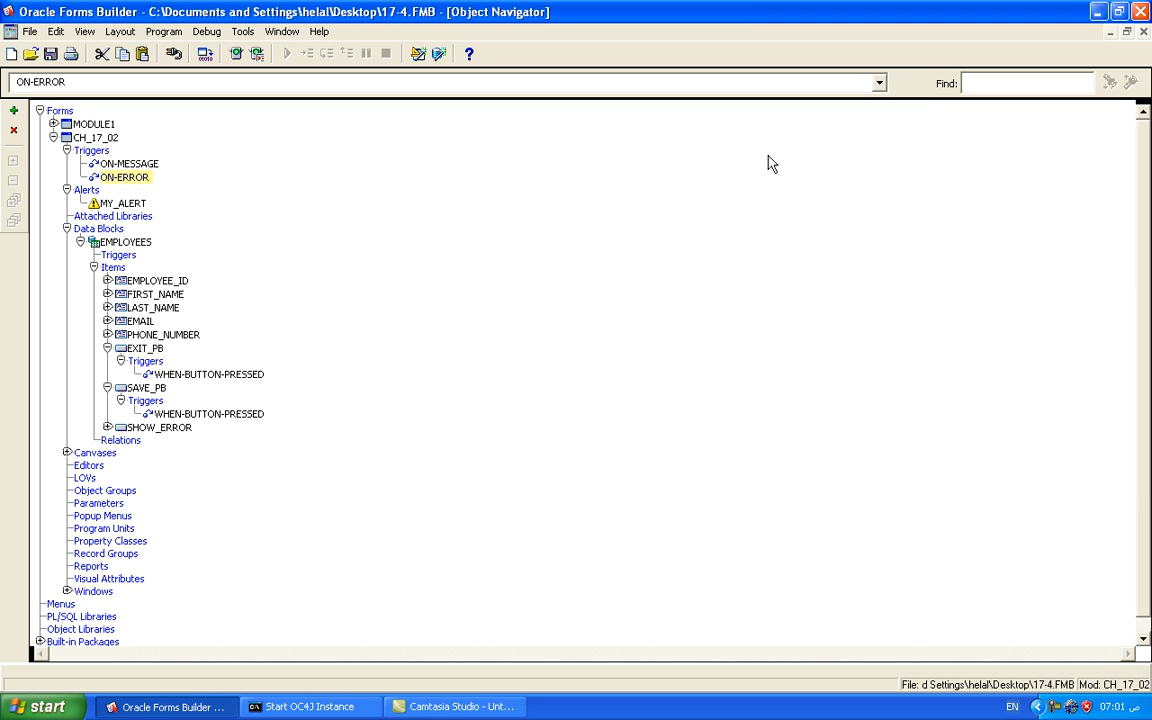 Oracle Forms Builder - C:\Documents and Settings\helal\Desktop\17-4.FMB - [Object Navigator]
File Edit View Layout Program Debug Tools Window Help
ON-ERROR Find:
Forms
MODULE1
CH_17_02
Triggers
ON-MESSAGE
ON-ERROR
Alerts
MY_ALERT
Attached Libraries
Data Blocks
EMPLOYEES
Triggers
Items
EMPLOYEE_ID
FIRST_NAME
LAST_NAME
EMAIL
PHONE_NUMBER
EXIT_PB
Triggers
WHEN-BUTTON-PRESSED
SAVE_PB
Triggers
WHEN-BUTTON-PRESSED
SHOW_ERROR
Relations
Canvases
Editors
LOVs
Object Groups
Parameters
Popup Menus
Program Units
Property Classes
Record Groups
Reports
Visual Attributes
Windows
Menus
PL/SQL Libraries
Object Libraries
Built-in Packages
File: d Settings\helal\Desktop\17-4.FMB Mod: CH_17_02
start Oracle Forms Builder ... Start OC4J Instance Camtasia Studio - Unt... EN 07:01 ص